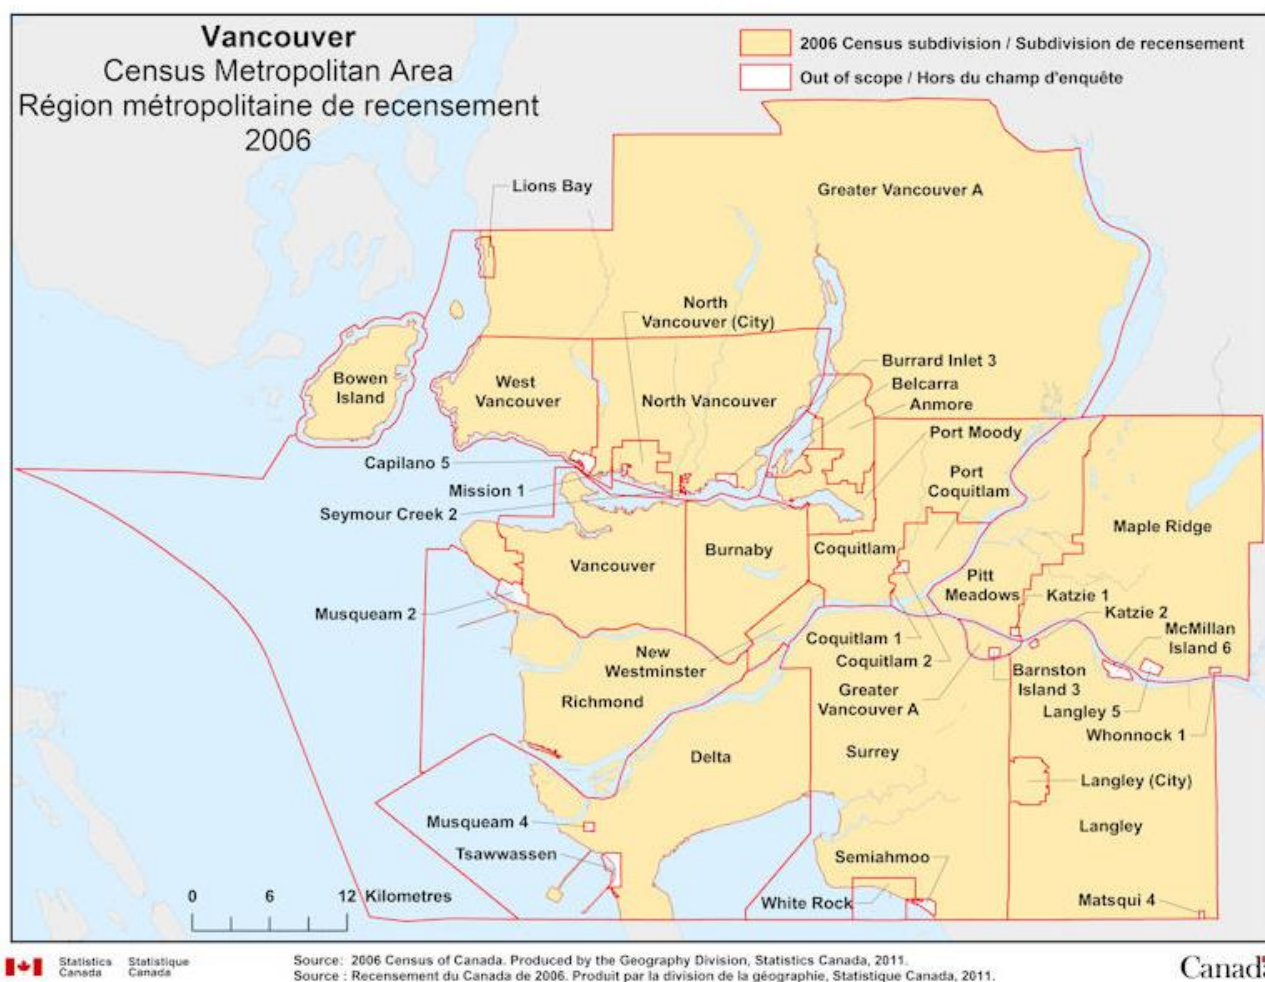 Vancouver
Census Metropolitan Area
Région métropolitaine de recensement
2006
2006 Census subdivision / Subdivision de recensement
Out of scope / Hors du champ d'enquête
Lions Bay
Greater Vancouver A
North
Vancouver (City)
Burrard Inlet 3
Belcarra
Anmore
Bowen
Island
West
Vancouver
North Vancouver
Port Moody
Capilano 5
Mission 1
Seymour Creek 2
Port
Coquitlam
Maple Ridge
Vancouver
Burnaby
Coquitlam
Pitt
Meadows
Katzie 1
Katzie 2
Musqueam 2
McMillan
Island 6
New
Westminster
Coquitlam 1
Coquitlam 2
Barnston
Island 3
Richmond
Greater
Vancouver A
Langley 5
Whonnock 1
Delta
Surrey
Langley (City)
Musqueam 4
Langley
Tsawwassen
Semiahmoo
White Rock
Matsqui 4
0 6 12 Kilometres
Statistics
Canada
Statistique
Canada
Source: 2006 Census of Canada. Produced by the Geography Division, Statistics Canada, 2011.
Source : Recensement du Canada de 2006. Produit par la division de la géographie, Statistique Canada, 2011.
Canada